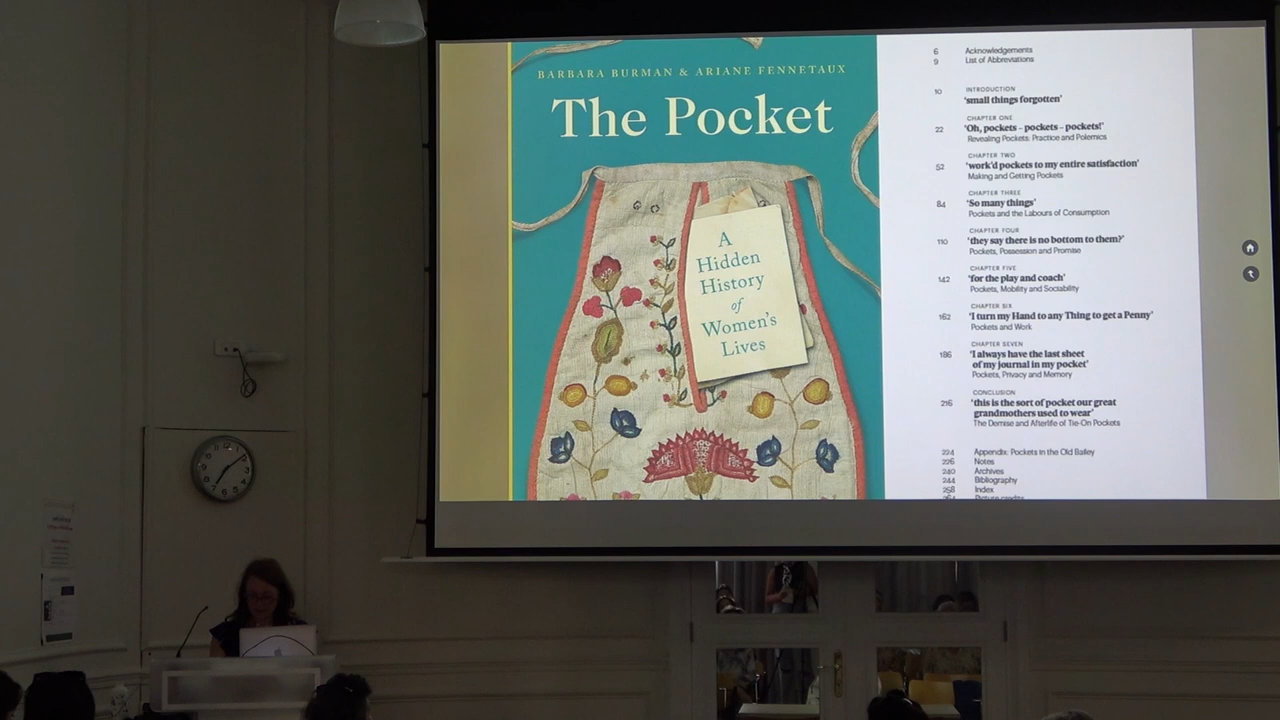 BARBARA BURMAN & ARIANE FENNETAUX
The Pocket
A
Hidden
History
of
Women's
Lives
6 Acknowledgements
9 List of Abbreviations
INTRODUCTION
10 'small things forgotten'
CHAPTER ONE
22 'Oh, pockets – pockets – pockets!'
Revealing Pockets: Practice and Polemics
CHAPTER TWO
52 'work'd pockets to my entire satisfaction'
Making and Getting Pockets
CHAPTER THREE
84 'So many things'
Pockets and the Labours of Consumption
CHAPTER FOUR
110 'they say there is no bottom to them?'
Pockets, Possession and Promise
CHAPTER FIVE
142 'for the play and coach'
Pockets, Mobility and Sociability
CHAPTER SIX
162 'I turn my Hand to any Thing to get a Penny'
Pockets and Work
CHAPTER SEVEN
186 'I always have the last sheet
of my journal in my pocket'
Pockets, Privacy and Memory
CONCLUSION
216 'this is the sort of pocket our great
grandmothers used to wear'
The Demise and Afterlife of Tie-On Pockets
224 Appendix: Pockets in the Old Bailey
226 Notes
240 Archives
244 Bibliography
258 Index
264 Picture credits